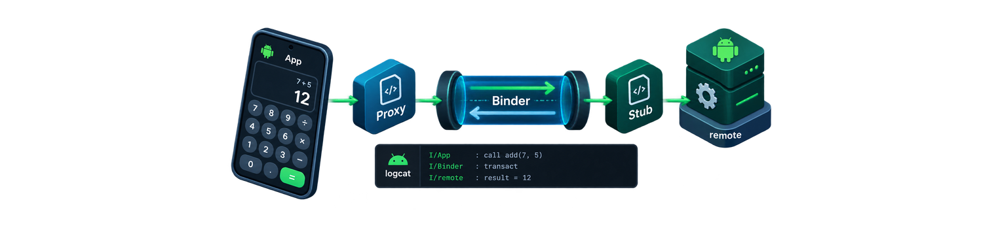 App
7 + 5
12
7 8 9 ÷
4 5 6 ×
1 2 3 −
0 . =
</> Proxy
Binder
</> Stub
remote
logcat
I/App : call add(7, 5)
I/Binder : transact
I/remote : result = 12